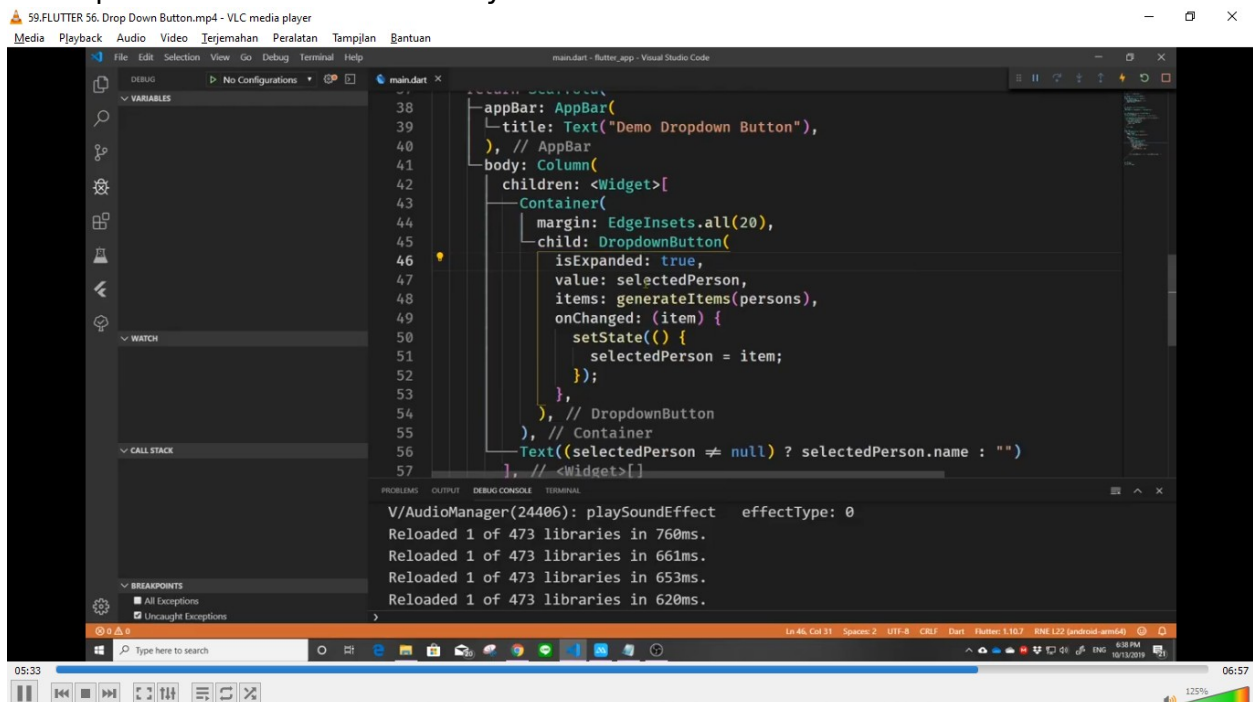 59.FLUTTER 56. Drop Down Button.mp4 - VLC media player
Media Playback Audio Video Terjemahan Peralatan Tampilan Bantuan
File Edit Selection View Go Debug Terminal Help
main.dart - flutter_app - Visual Studio Code
DEBUG
No Configurations
main.dart
VARIABLES
38 appBar: AppBar(
39 title: Text("Demo Dropdown Button"),
40 ), // AppBar
41 body: Column(
42 children: <Widget>[
43 Container(
44 margin: EdgeInsets.all(20),
45 child: DropdownButton(
46 isExpanded: true,
47 value: selectedPerson,
48 items: generateItems(persons),
49 onChanged: (item) {
50 setState(() {
51 selectedPerson = item;
52 });
53 },
54 ), // DropdownButton
55 ), // Container
56 Text((selectedPerson ≠ null) ? selectedPerson.name : "")
57 ], // <Widget>[]
WATCH
CALL STACK
BREAKPOINTS
All Exceptions
Uncaught Exceptions
PROBLEMS OUTPUT DEBUG CONSOLE TERMINAL
V/AudioManager(24406): playSoundEffect effectType: 0
Reloaded 1 of 473 libraries in 760ms.
Reloaded 1 of 473 libraries in 661ms.
Reloaded 1 of 473 libraries in 653ms.
Reloaded 1 of 473 libraries in 620ms.
0 0
Ln 46, Col 31 Spaces: 2 UTF-8 CRLF Dart Flutter: 1.10.7 RNE L22 (android-arm64)
Type here to search
ENG
6:38 PM
10/13/2019
05:33
06:57
125%